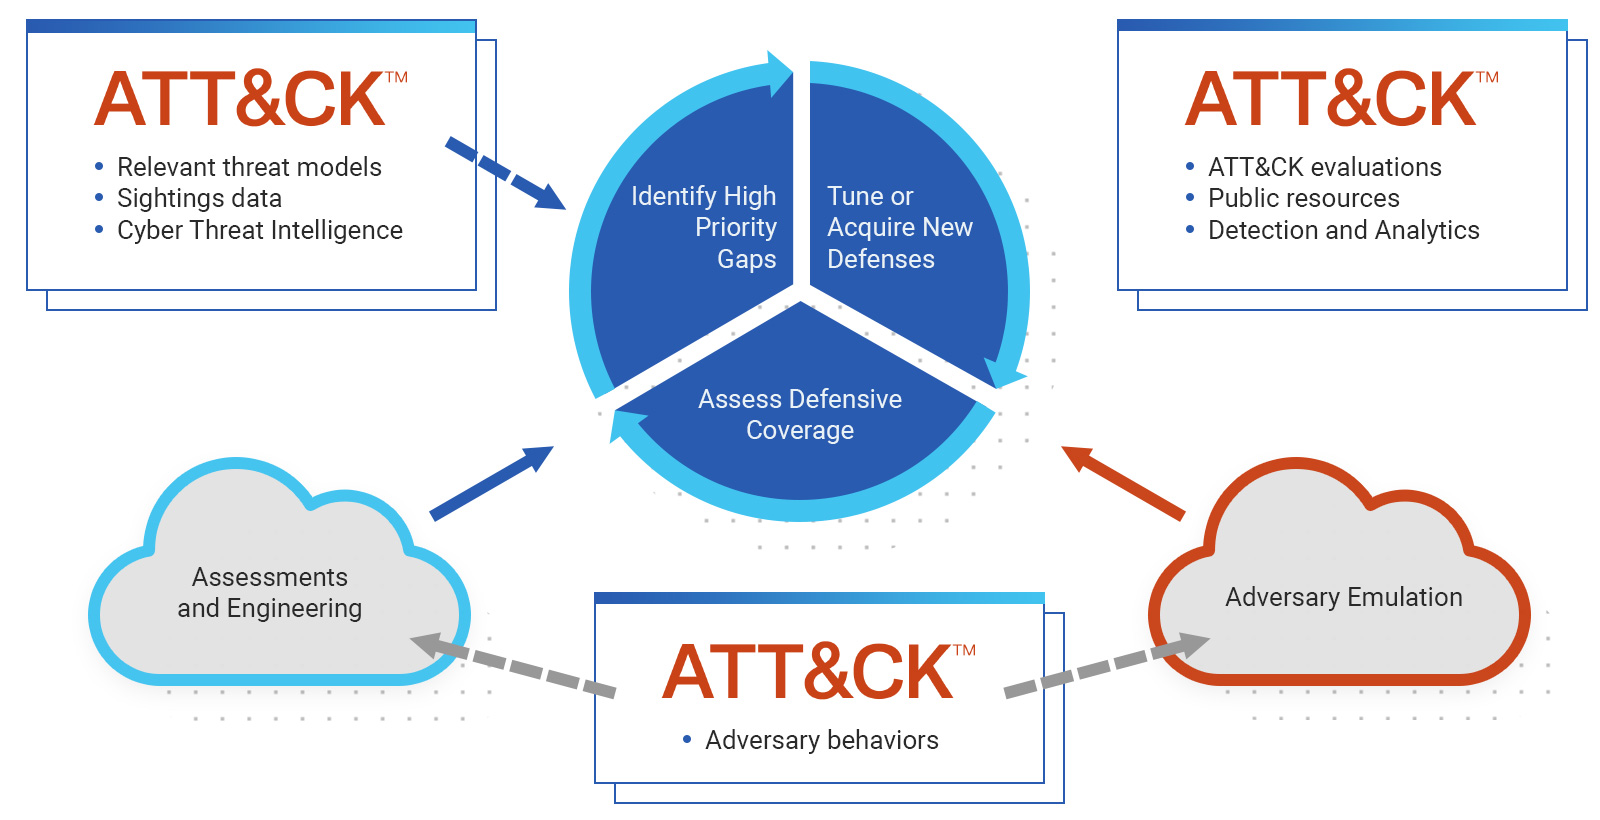 ATT&CK™
• Relevant threat models
• Sightings data
• Cyber Threat Intelligence
Identify High
Priority
Gaps
Tune or
Acquire New
Defenses
Assess Defensive
Coverage
ATT&CK™
• ATT&CK evaluations
• Public resources
• Detection and Analytics
Assessments
and Engineering
ATT&CK™
• Adversary behaviors
Adversary Emulation